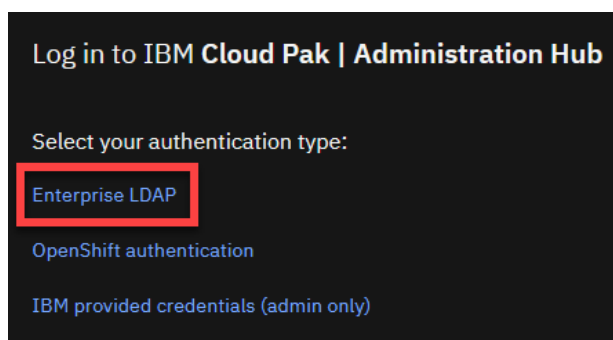 Log in to IBM Cloud Pak | Administration Hub
Select your authentication type:
Enterprise LDAP
OpenShift authentication
IBM provided credentials (admin only)